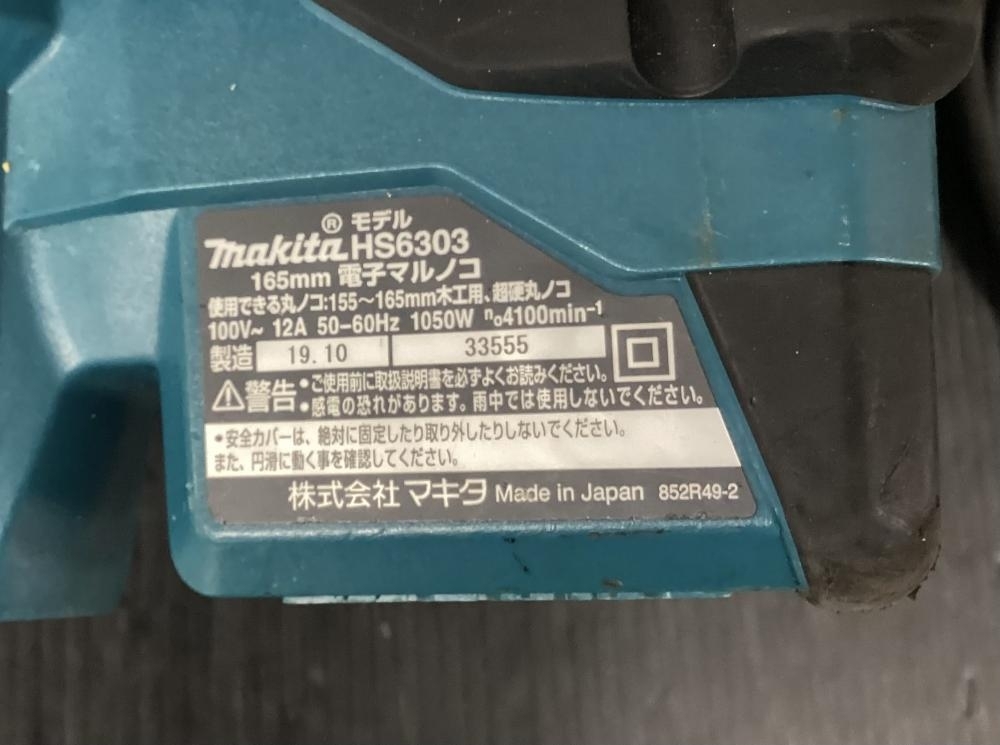 ® モデル
makita HS6303
165mm 電子マルノコ
使用できる丸ノコ:155～165mm木工用、超硬丸ノコ
100V~ 12A 50-60Hz 1050W n₀4100min⁻¹
製造 19.10 33555
⚠警告 •ご使用前に取扱説明書を必ずよくお読みください。
•感電の恐れがあります。雨中では使用しないでください。
•安全カバーは、絶対に固定したり取り外したりしないでください。
また、円滑に動く事を確認してください。
株式会社 マキタ Made in Japan 852R49-2